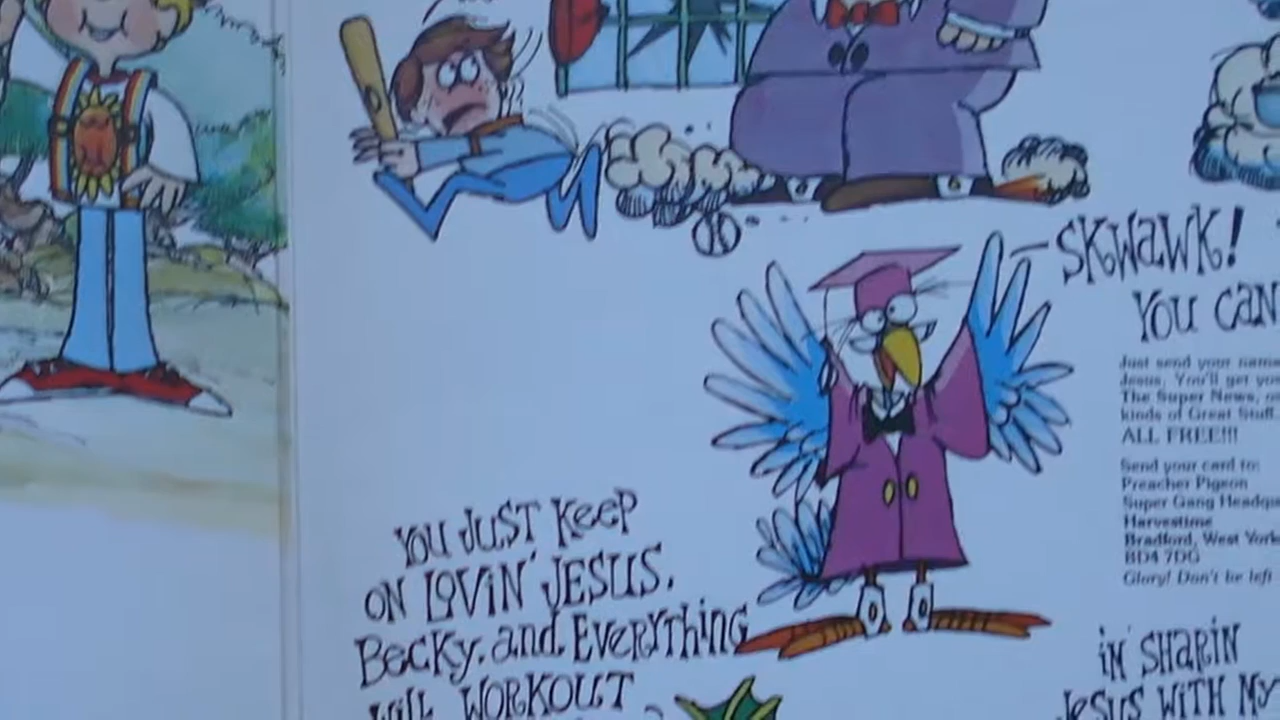 SKWaWK!
YOU CAN
Just send your name
Jesus, You'll get you
The Super News,
kinds of Great Stuff.
ALL FREE!!!
Send your card to:
Preacher Pigeon
Super Gang Headqu
Harvestime
Bradford, West York
BD4 7DG
Glory! Don't be left
YOU JUST KEEP
ON LOVIN' JESUS,
BECKY, and EVERYTHING
WILL WORKOUT
IN SHARIN
JESUS WITH MY